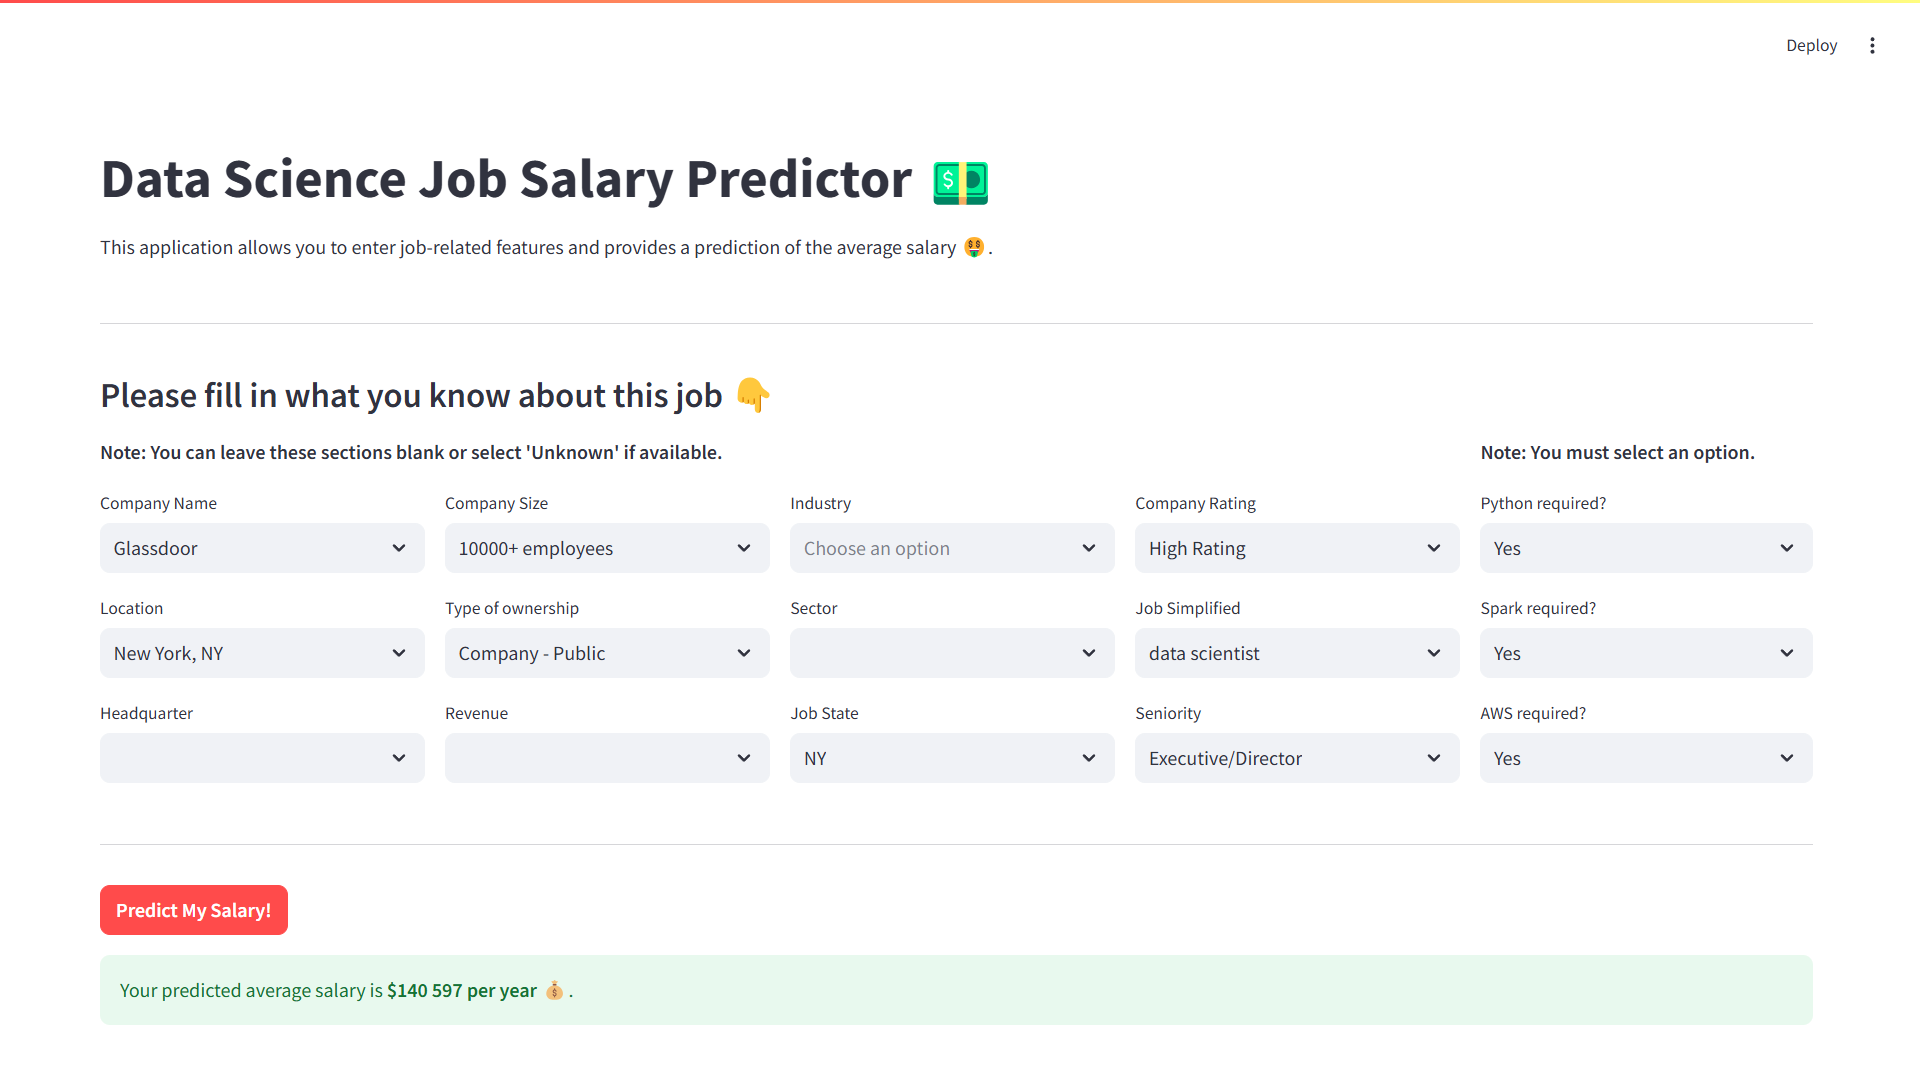 Deploy
Data Science Job Salary Predictor
This application allows you to enter job-related features and provides a prediction of the average salary 🤑 .
Please fill in what you know about this job 👇
Note: You can leave these sections blank or select 'Unknown' if available.
Note: You must select an option.
Company Name Company Size Industry Company Rating Python required?
Glassdoor 10000+ employees Choose an option High Rating Yes
Location Type of ownership Sector Job Simplified Spark required?
New York, NY Company - Public data scientist Yes
Headquarter Revenue Job State Seniority AWS required?
NY Executive/Director Yes
Predict My Salary!
Your predicted average salary is $140 597 per year 💰 .